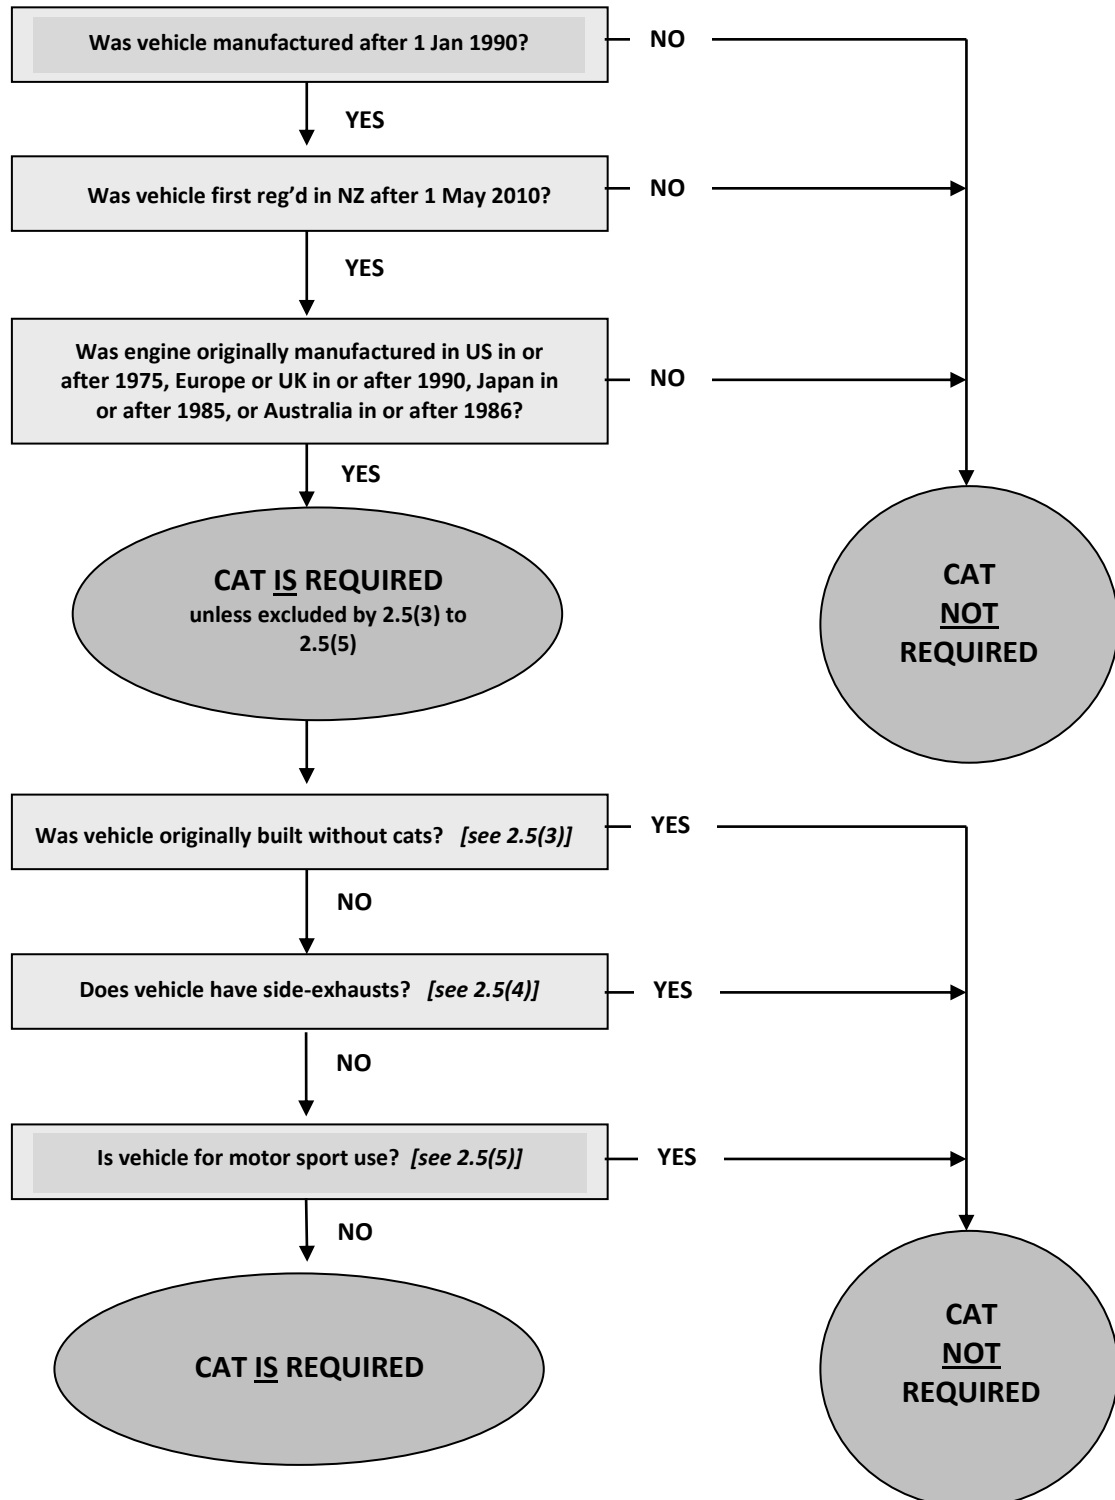 Was vehicle manufactured after 1 Jan 1990?
NO
YES
Was vehicle first reg’d in NZ after 1 May 2010?
NO
YES
Was engine originally manufactured in US in or
after 1975, Europe or UK in or after 1990, Japan in
or after 1985, or Australia in or after 1986?
NO
YES
CAT IS REQUIRED
unless excluded by 2.5(3) to
2.5(5)
CAT
NOT
REQUIRED
Was vehicle originally built without cats? [see 2.5(3)]
YES
NO
Does vehicle have side-exhausts? [see 2.5(4)]
YES
NO
Is vehicle for motor sport use? [see 2.5(5)]
YES
NO
CAT IS REQUIRED
CAT
NOT
REQUIRED